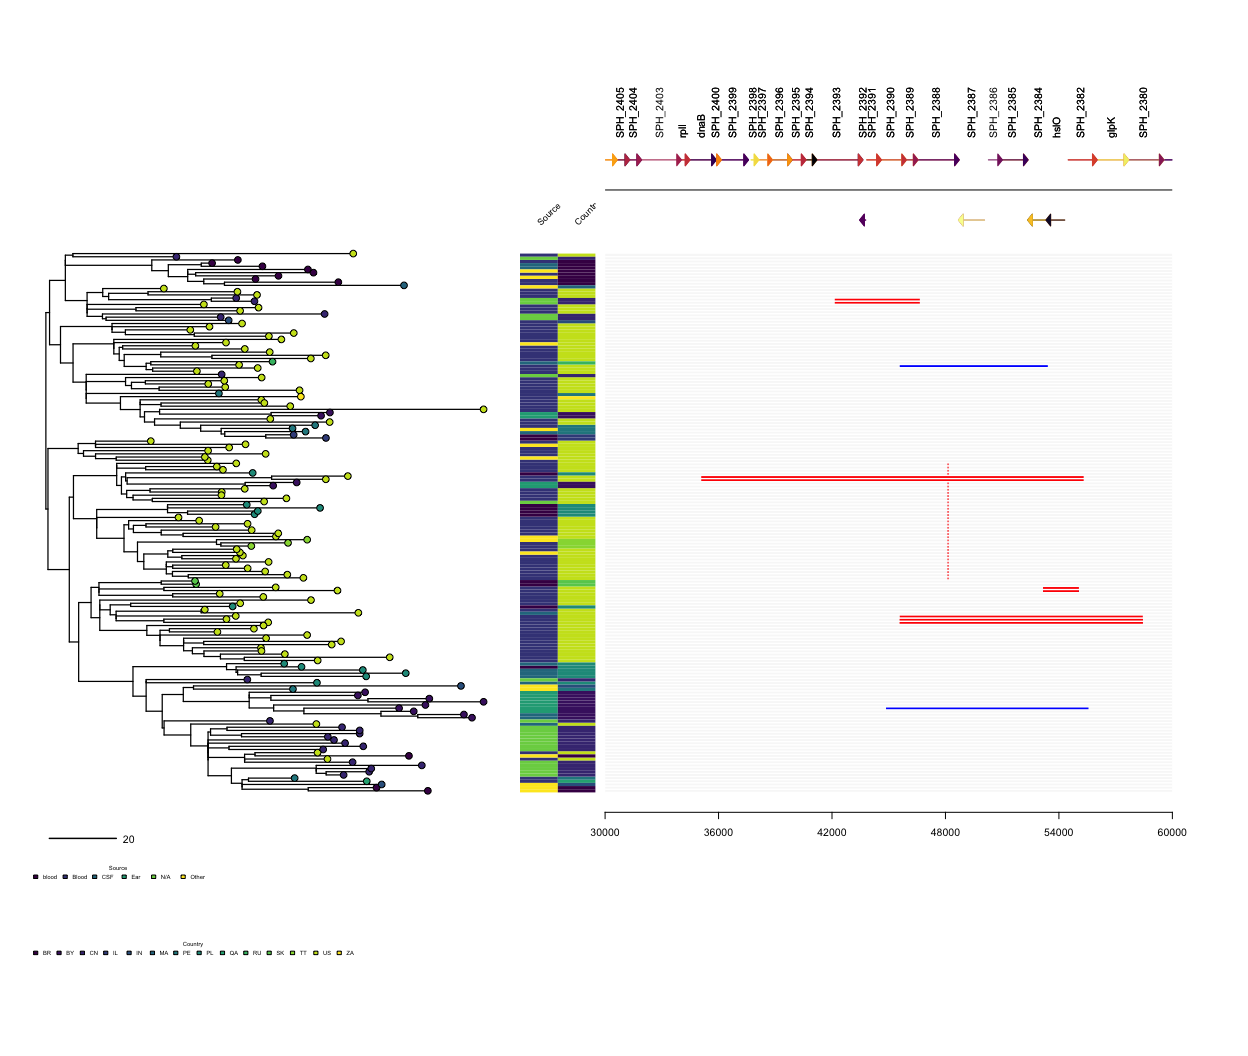 SPH_2405
SPH_2404
SPH_2403
rplI
dnaB
SPH_2400
SPH_2399
SPH_2398
SPH_2397
SPH_2396
SPH_2395
SPH_2394
SPH_2393
SPH_2392
SPH_2391
SPH_2390
SPH_2389
SPH_2388
SPH_2387
SPH_2386
SPH_2385
SPH_2384
hslO
SPH_2382
glpK
SPH_2380
Source
Countr
30000 36000 42000 48000 54000 60000
20
Source
blood Blood CSF Ear N/A Other
Country
BR BY CN IL IN MA PE PL QA RU SK TT US ZA